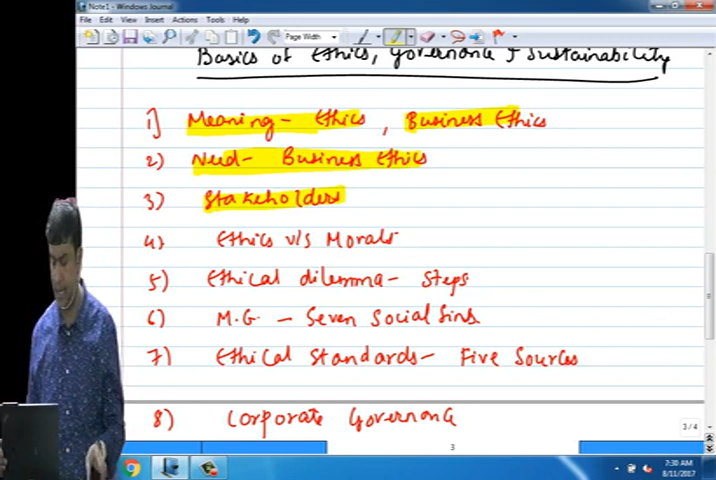 Note1 - Windows Journal
File Edit View Insert Actions Tools Help
Page Width
Basics of Ethics, Governance & Sustainability
1) Meaning - Ethics, Business Ethics
2) Need - Business Ethics
3) Stakeholders
4) Ethics v/s Morals
5) Ethical dilemma - Steps
6) M.G. - Seven Social Sins
7) Ethical Standards - Five Sources
8) Corporate Governance
3/4
3
7:30 AM
8/11/2017